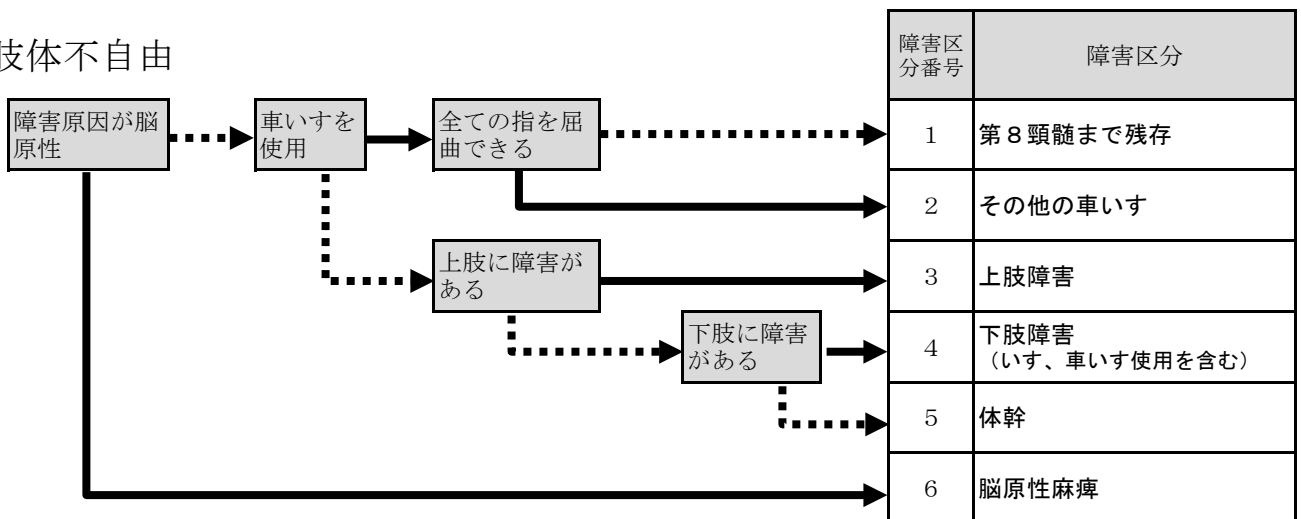 肢体不自由
障害区
分番号
障害区分
障害原因が脳
原性
車いすを
使用
全ての指を屈
曲できる
1
第８頸髄まで残存
2
その他の車いす
上肢に障害が
ある
3
上肢障害
下肢に障害
がある
4
下肢障害
（いす、車いす使用を含む）
5
体幹
6
脳原性麻痺